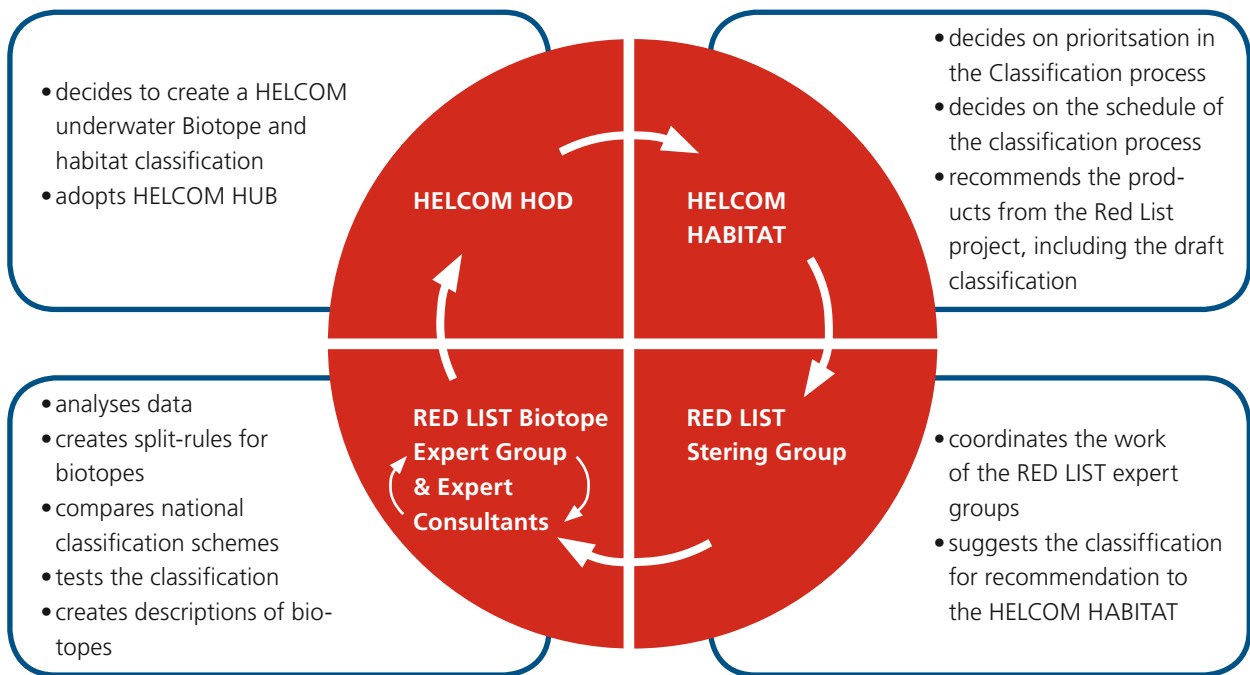 • decides to create a HELCOM
underwater Biotope and
habitat classification
• adopts HELCOM HUB
HELCOM HOD
HELCOM
HABITAT
• decides on prioritsation in
the Classification process
• decides on the schedule of
the classification process
• recommends the prod-
ucts from the Red List
project, including the draft
classification
• analyses data
• creates split-rules for
biotopes
• compares national
classification schemes
• tests the classification
• creates descriptions of bio-
topes
RED LIST Biotope
Expert Group
& Expert
Consultants
RED LIST
Stering Group
• coordinates the work
of the RED LIST expert
groups
• suggests the classiffication
for recommendation to
the HELCOM HABITAT